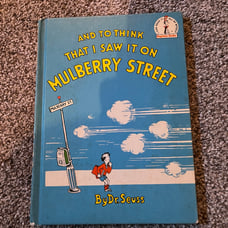 AND TO THINK
THAT I SAW IT ON
MULBERRY STREET
MULBERRY ST.
By Dr. Seuss